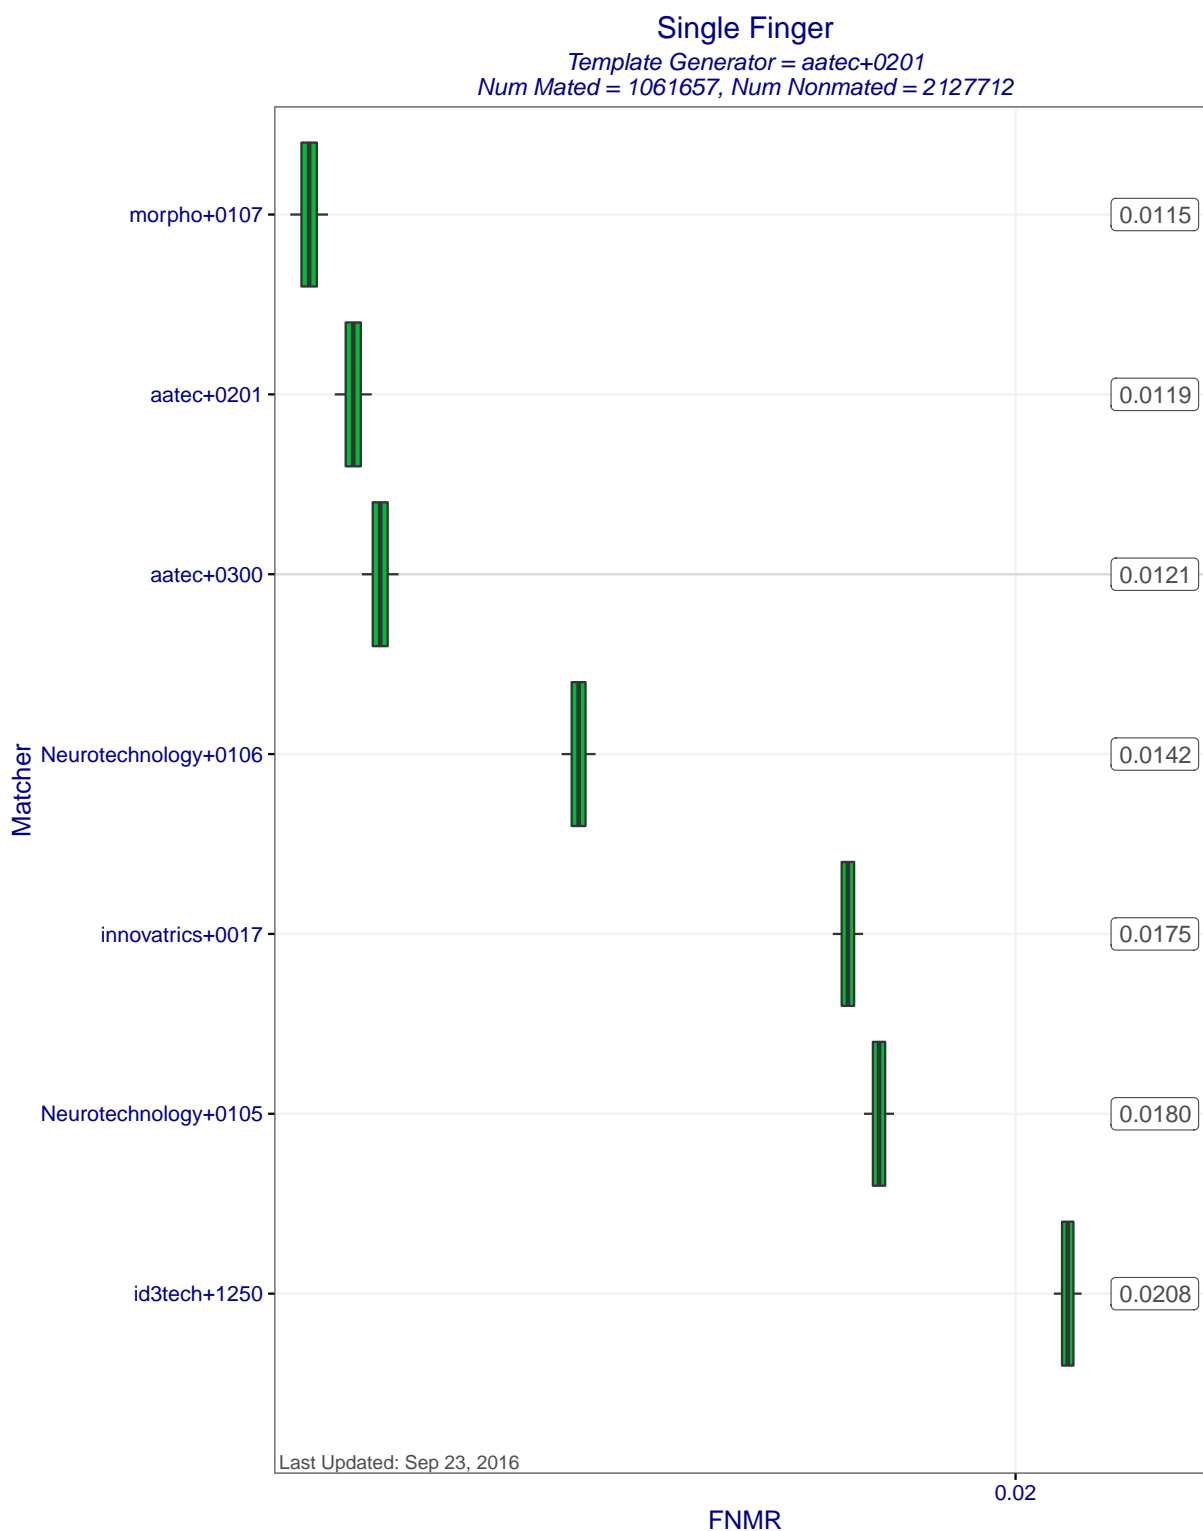 Single Finger
Template Generator = aatec+0201
Num Mated = 1061657, Num Nonmated = 2127712
morpho+0107
0.0115
aatec+0201
0.0119
aatec+0300
0.0121
Neurotechnology+0106
0.0142
innovatrics+0017
0.0175
Neurotechnology+0105
0.0180
id3tech+1250
0.0208
Matcher
Last Updated: Sep 23, 2016
0.02
FNMR